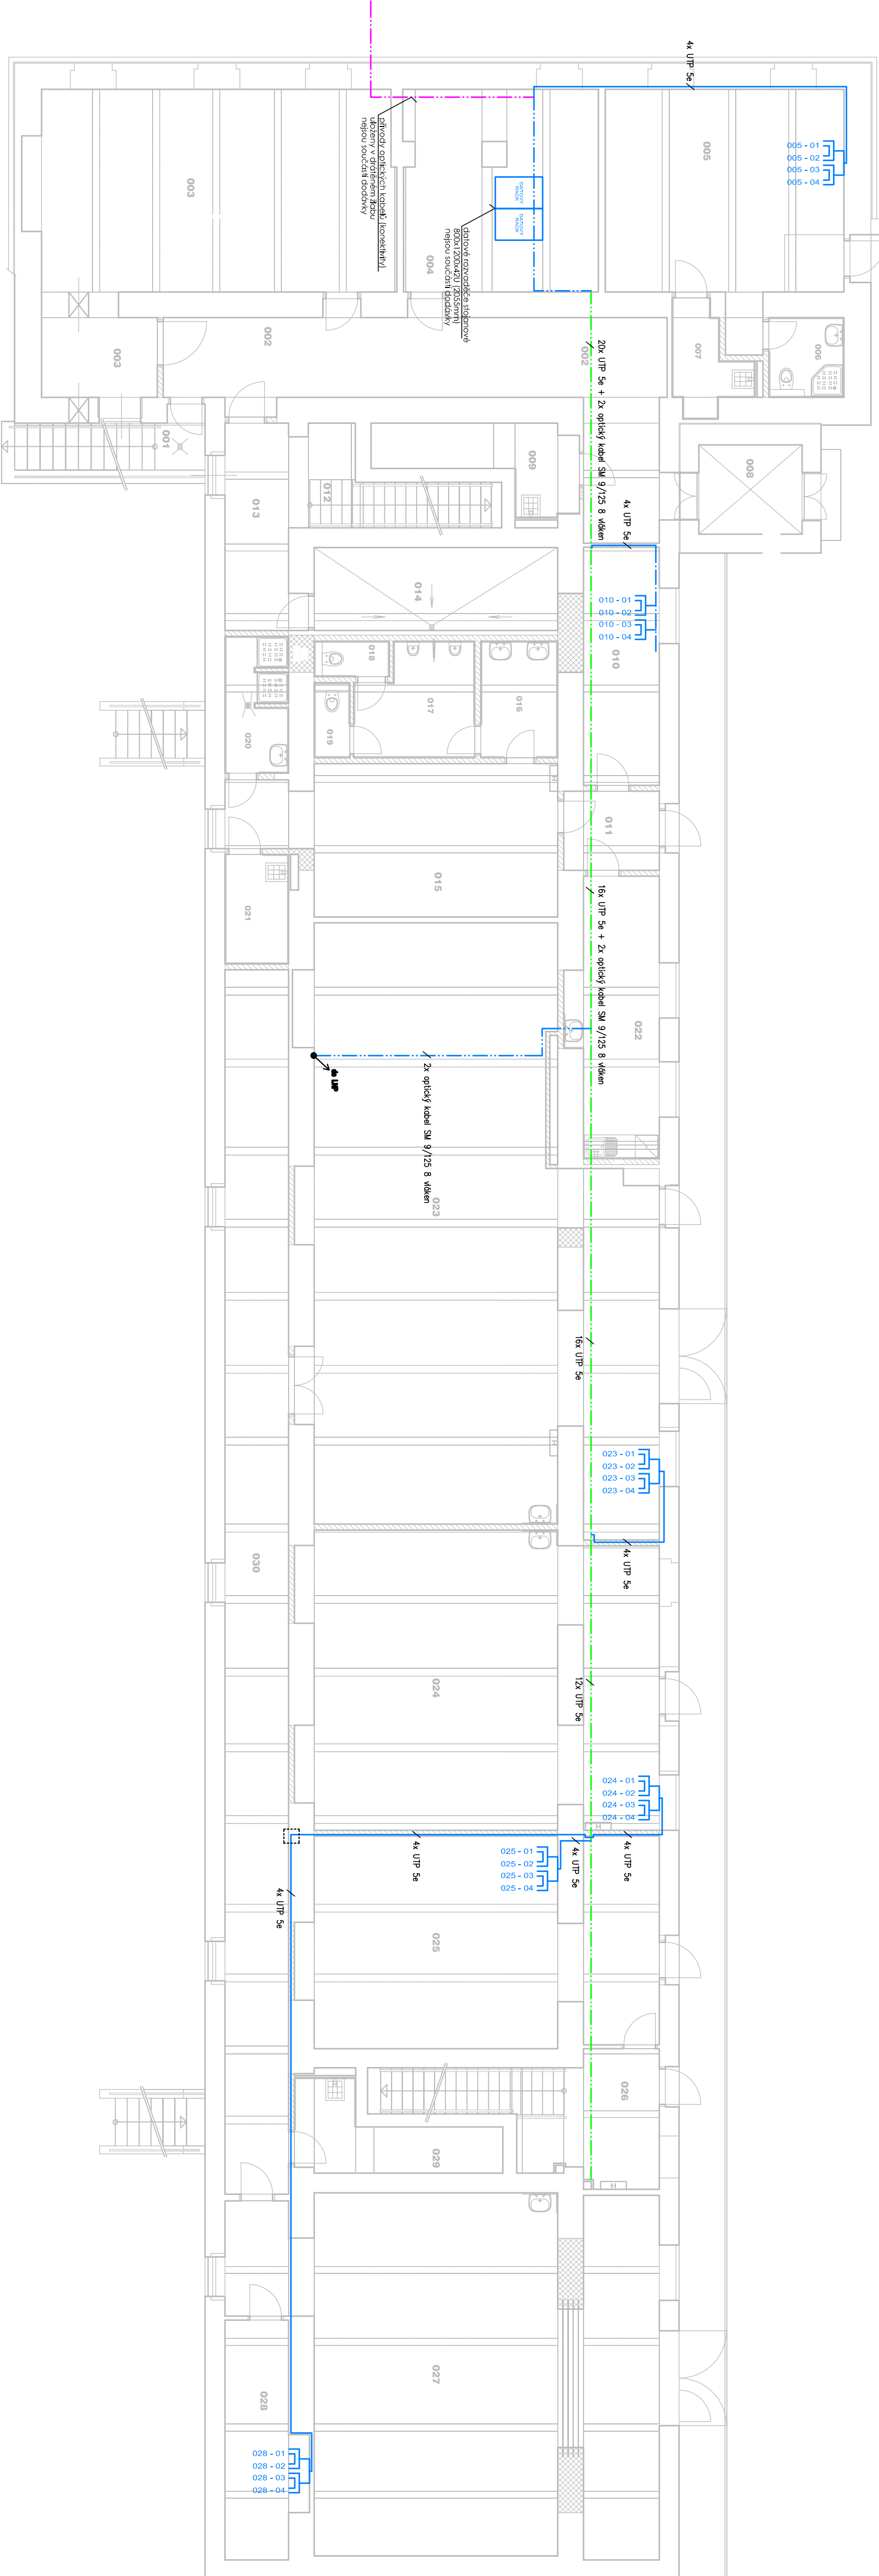 4x UTP 5e
005 - 01
005 - 02
005 - 03
005 - 04
005
003
004
DATOVÝ
RACK
DATOVÝ
RACK
přívody optických kabelů (konektivity)
uloženy v drátěném žlabu
nejsou součástí dodávky
datové rozvaděče stojanové
800x1200x42U (2055mm)
nejsou součástí dodávky
002
002
003
007
006
20x UTP 5e + 2x optický kabel SM 9/125 8 vláken
001
013
012
009
008
4x UTP 5e
014
010 - 01
010 - 02
010 - 03
010 - 04
010
018
017
016
019
020
011
015
021
16x UTP 5e + 2x optický kabel SM 9/125 8 vláken
022
2x optický kabel SM 9/125 8 vláken
023
16x UTP 5e
023 - 01
023 - 02
023 - 03
023 - 04
4x UTP 5e
030
024
12x UTP 5e
024 - 01
024 - 02
024 - 03
024 - 04
4x UTP 5e
4x UTP 5e
4x UTP 5e
025 - 01
025 - 02
025 - 03
025 - 04
4x UTP 5e
025
026
029
027
028
028 - 01
028 - 02
028 - 03
028 - 04